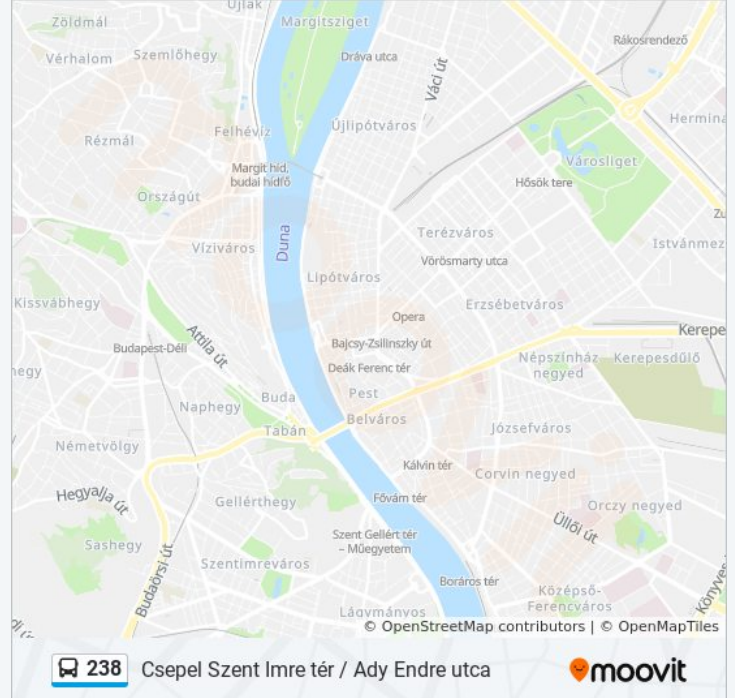 Újlak
Zöldmál
Margitsziget
Rákosrendező
Vérhalom
Szemlőhegy
Dráva utca
Váci út
Hermina
Felhévíz
Újlipótváros
Rézmál
Városliget
Margit híd,
budai hídfő
Hősök tere
Országút
Zu
Terézváros
Víziváros
Duna
Istvánmez
Vörösmarty utca
Lipótváros
Kissvábhegy
Erzsébetváros
Opera
Attila út
Bajcsy-Zsilinszky út
Kerepe
Budapest-Déli
Népszínház
negyed
Kerepesdűlő
Deák Ferenc tér
hegy
Pest
Buda
Naphegy
Belváros
Tabán
Józsefváros
Németvölgy
Kálvin tér
Corvin negyed
Hegyalja út
Fővám tér
Gellérthegy
Orczy negyed
Üllői út
Szent Gellért tér
– Műegyetem
Sashegy
Szentimreváros
Budaörsi út
Boráros tér
Könyves
Középső-
Ferencváros
Lágymányos
© OpenStreetMap contributors | © OpenMapTiles
238 Csepel Szent Imre tér / Ady Endre utca moovit